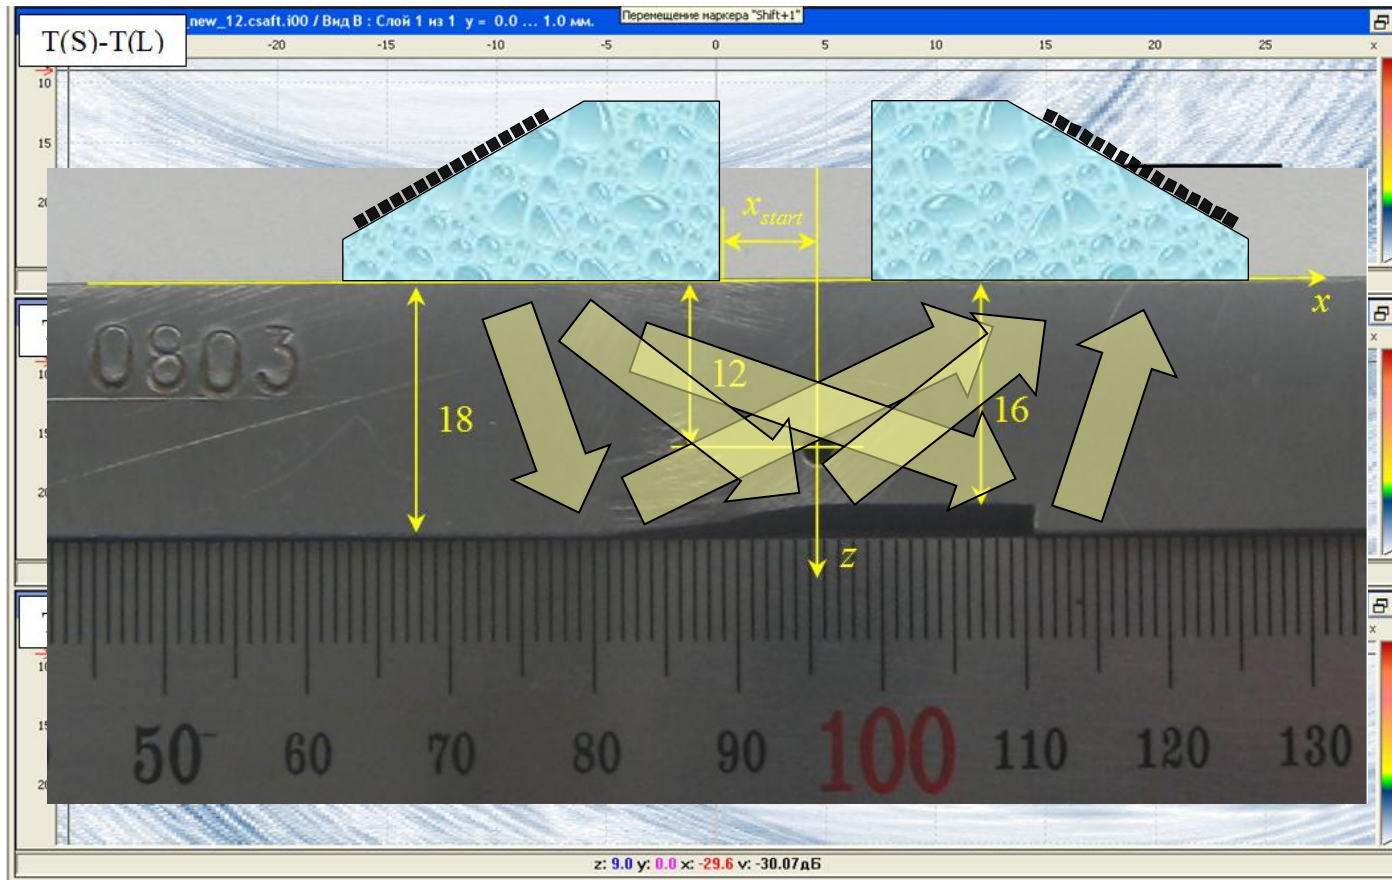 _new_12.csaft.i00 / Вид В : Слой 1 из 1 y = 0.0 ... 1.0 мм.
Перемещение маркера "Shift+1"
T(S)-T(L)
-20 -15 -10 -5 0 5 10 15 20 25 x
10
15
x start
x
0803
12
18
16
z
x
x
50 60 70 80 90 100 110 120 130
z: 9.0 y: 0.0 x: -29.6 v: -30.07дБ